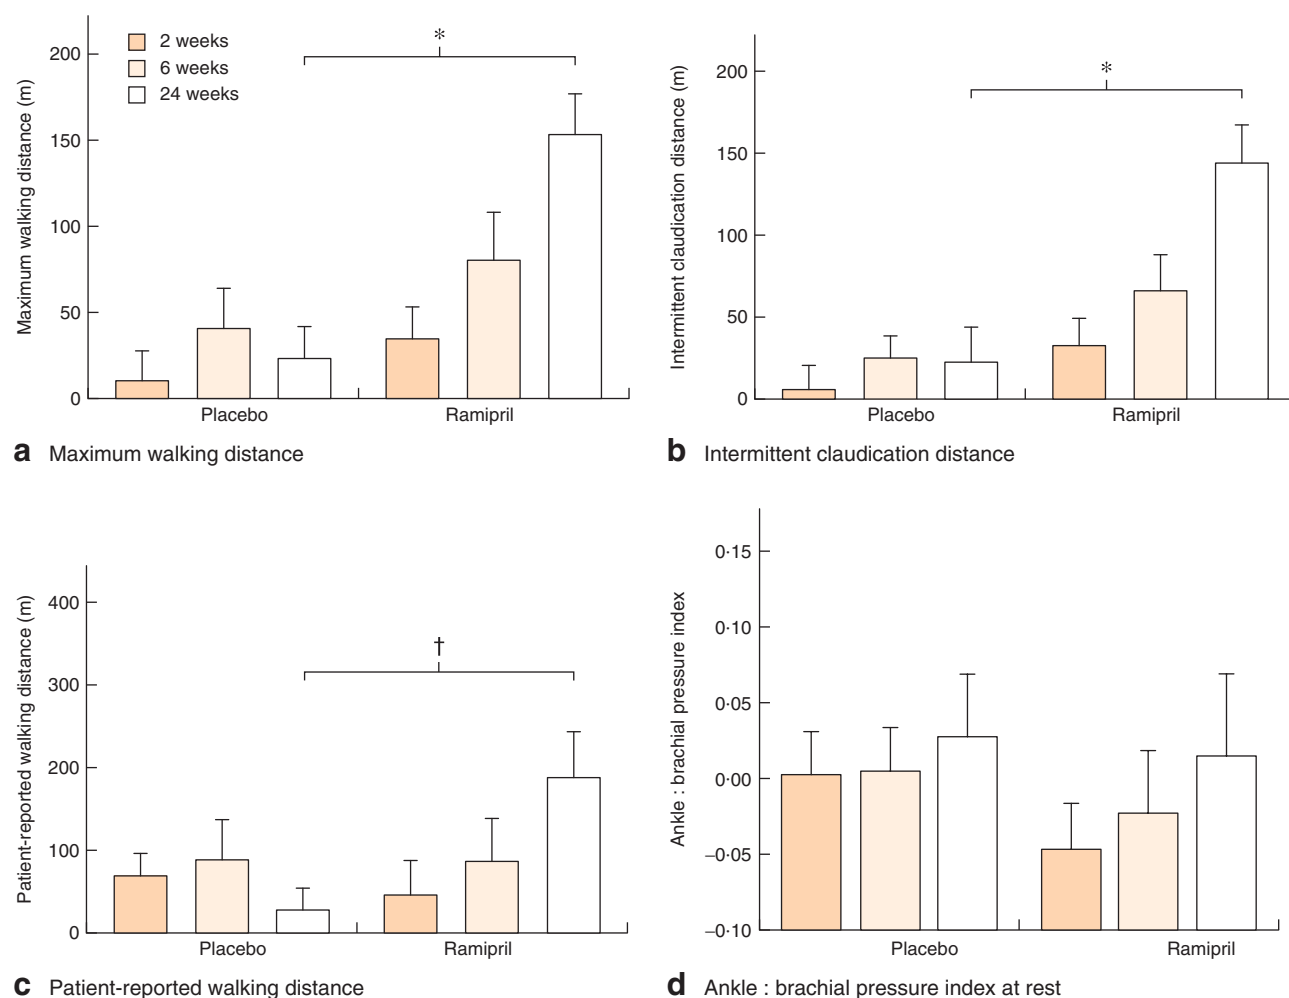 Maximum walking distance (m)
200
150
100
50
0
2 weeks
6 weeks
24 weeks
*
Placebo
Ramipril
a Maximum walking distance
Intermittent claudication distance (m)
200
150
100
50
0
*
Placebo
Ramipril
b Intermittent claudication distance
Patient-reported walking distance (m)
400
300
200
100
0
†
Placebo
Ramipril
c Patient-reported walking distance
Ankle : brachial pressure index
0·15
0·10
0·05
0·00
–0·05
–0·10
Placebo
Ramipril
d Ankle : brachial pressure index at rest